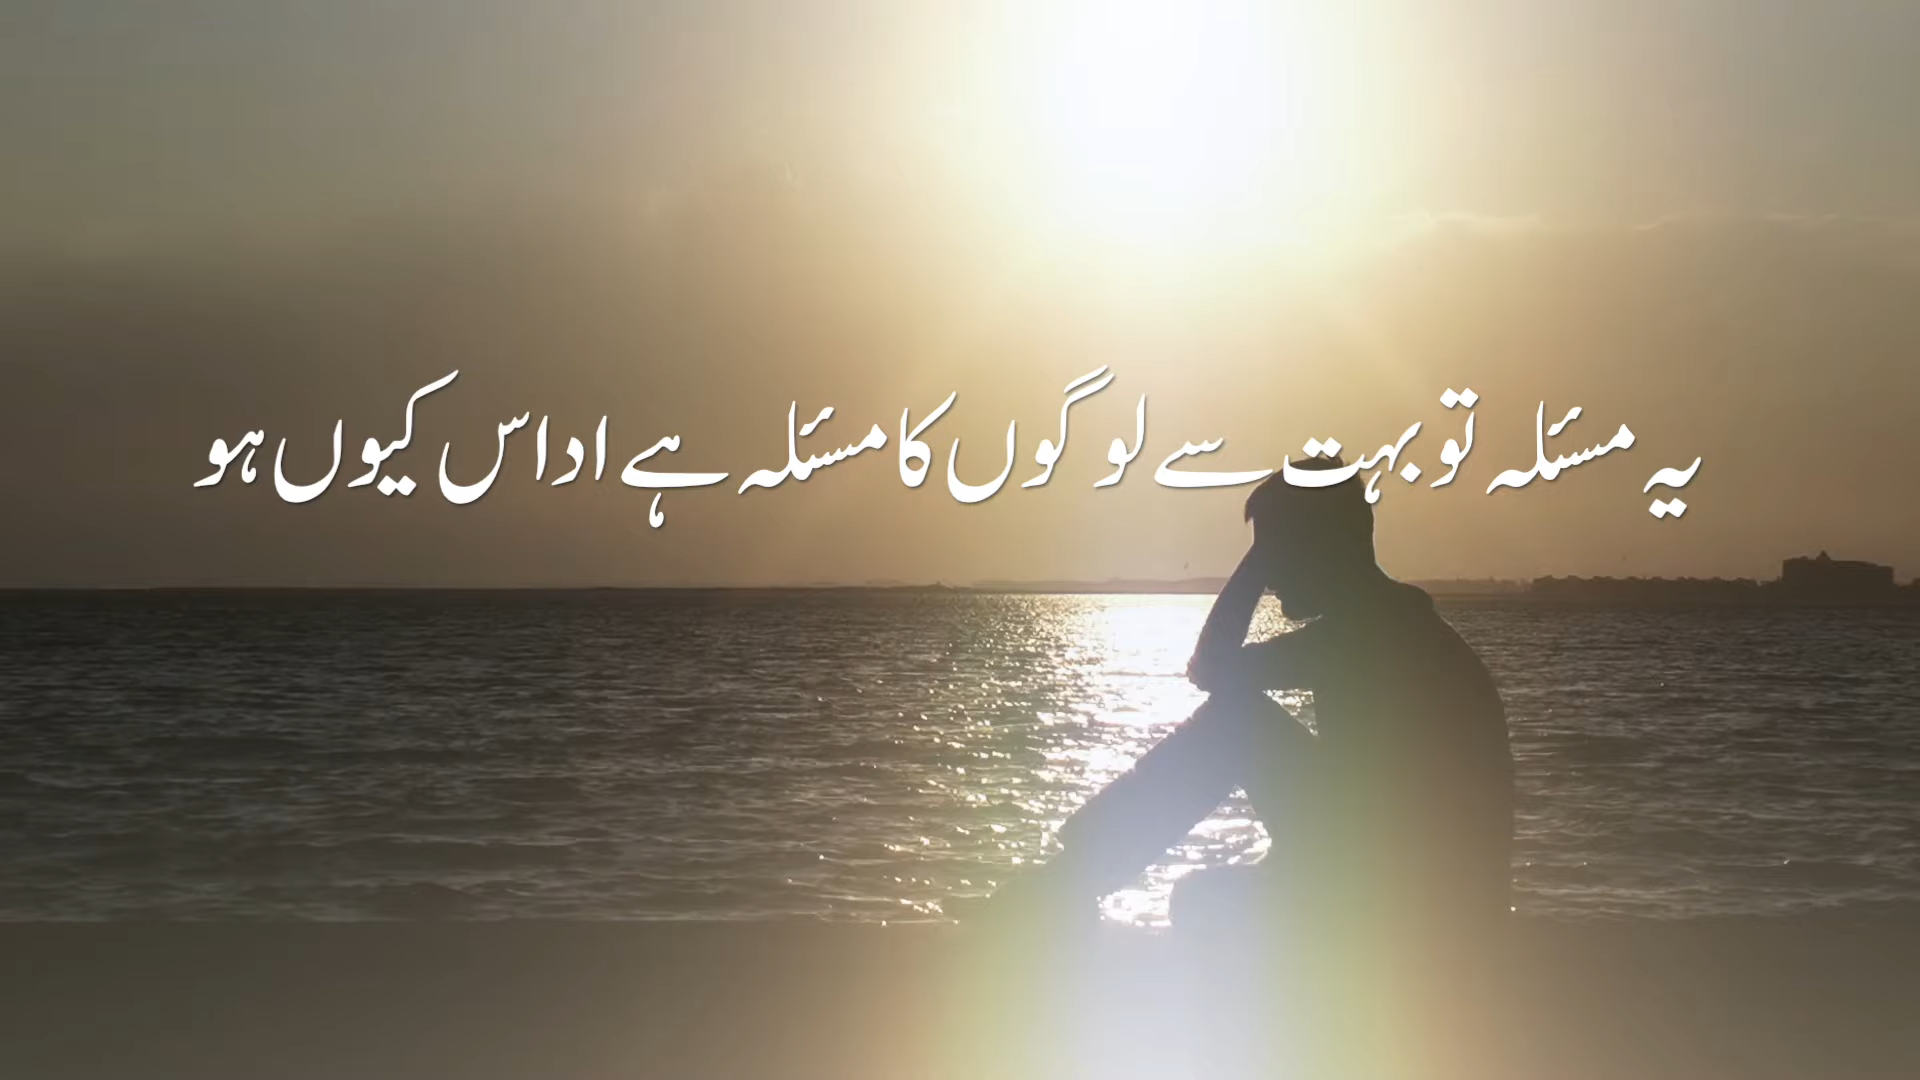 یہ مسئلہ تو بہت سے لوگوں کا مسئلہ ہے اداس کیوں ہو